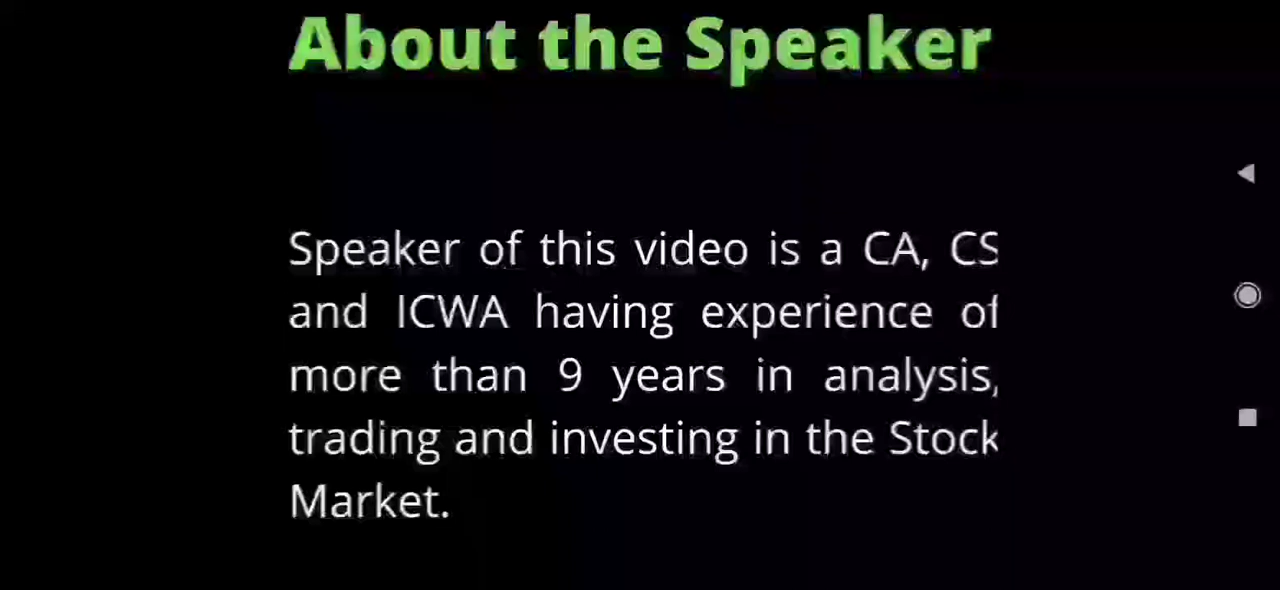 About the Speaker
Speaker of this video is a CA, CS
and ICWA having experience of
more than 9 years in analysis,
trading and investing in the Stock
Market.